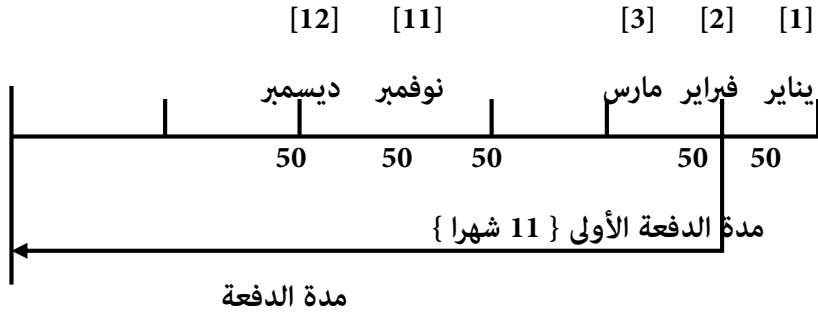 [1] [2] [3] [11] [12]
يناير فبراير مارس نوفمبر ديسمبر
50 50 50 50 50
مدة الدفعة الأولى { 11 شهرا }
مدة الدفعة